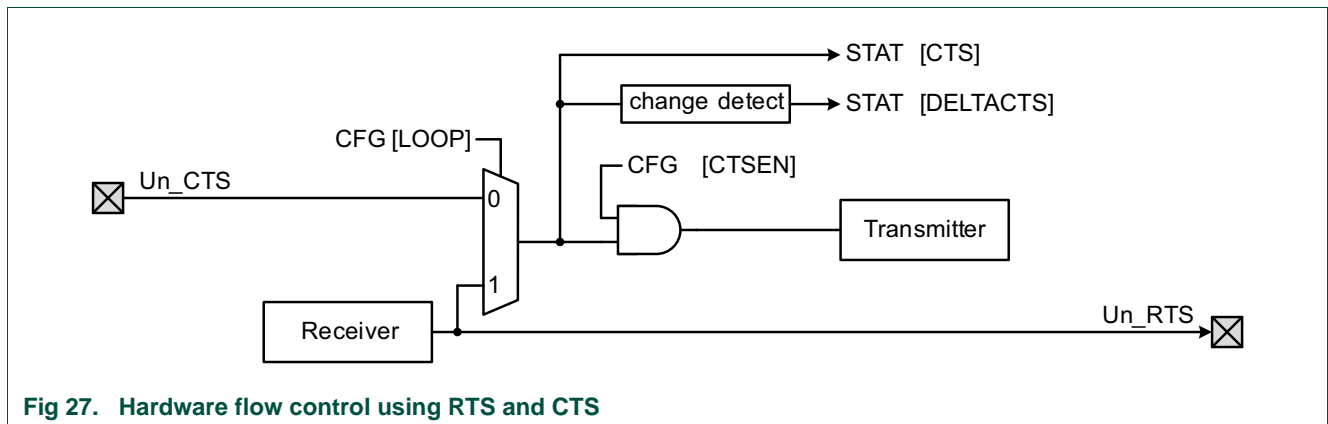 STAT [CTS]
change detect
STAT [DELTACTS]
CFG [LOOP]
CFG [CTSEN]
Un_CTS
0
Transmitter
1
Receiver
Un_RTS
Fig 27. Hardware flow control using RTS and CTS